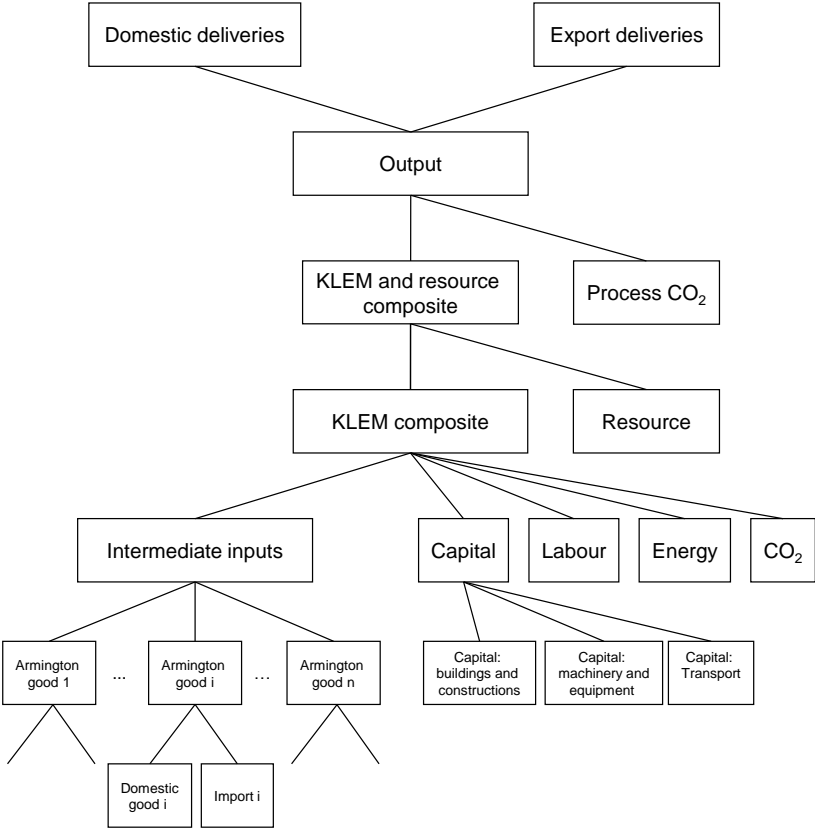 Domestic deliveries
Export deliveries
Output
KLEM and resource
composite
Process CO₂
KLEM composite
Resource
Intermediate inputs
Capital
Labour
Energy
CO₂
Armington
good 1
...
Armington
good i
...
Armington
good n
Capital:
buildings and
constructions
Capital:
machinery and
equipment
Capital:
Transport
Domestic
good i
Import i